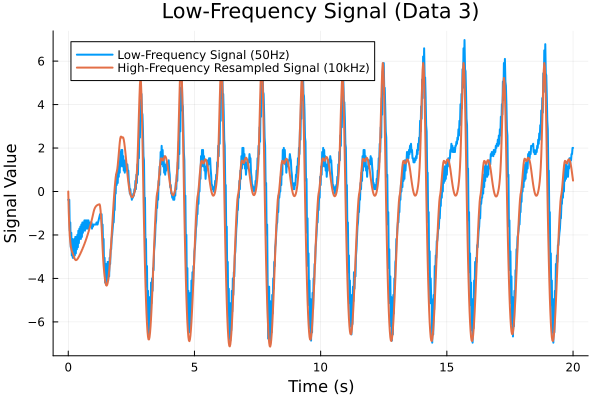 Low-Frequency Signal (Data 3)
Low-Frequency Signal (50Hz)
High-Frequency Resampled Signal (10kHz)
Signal Value
6
4
2
0
−2
−4
−6
0
5
10
15
20
Time (s)